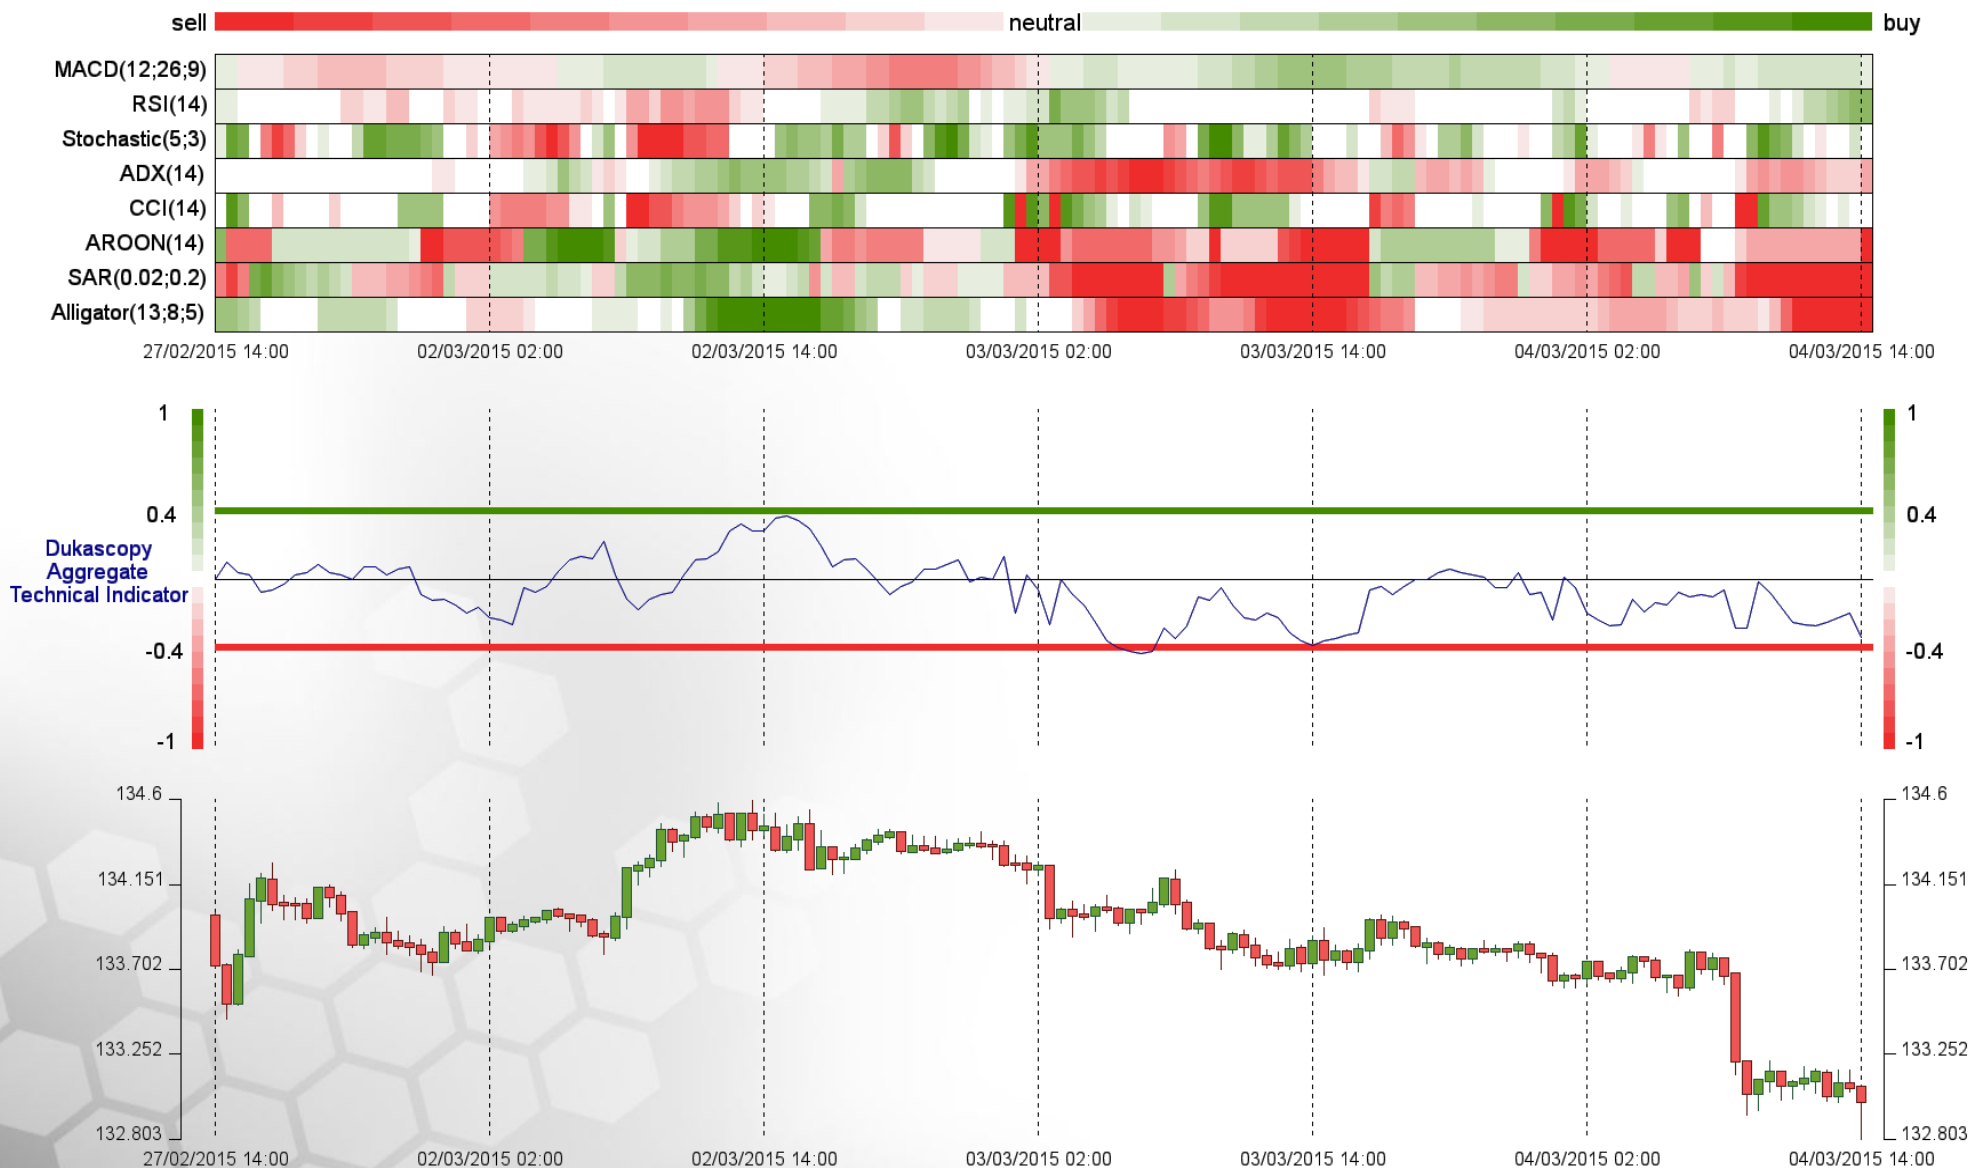 sell neutral buy
MACD(12;26;9)
RSI(14)
Stochastic(5;3)
ADX(14)
CCI(14)
AROON(14)
SAR(0.02;0.2)
Alligator(13;8;5)
27/02/2015 14:00 02/03/2015 02:00 02/03/2015 14:00 03/03/2015 02:00 03/03/2015 14:00 04/03/2015 02:00 04/03/2015 14:00
1 1
0.4 0.4
Dukascopy
Aggregate
Technical Indicator
-0.4 -0.4
-1 -1
134.6 134.6
134.151 134.151
133.702 133.702
133.252 133.252
132.803 132.803
27/02/2015 14:00 02/03/2015 02:00 02/03/2015 14:00 03/03/2015 02:00 03/03/2015 14:00 04/03/2015 02:00 04/03/2015 14:00